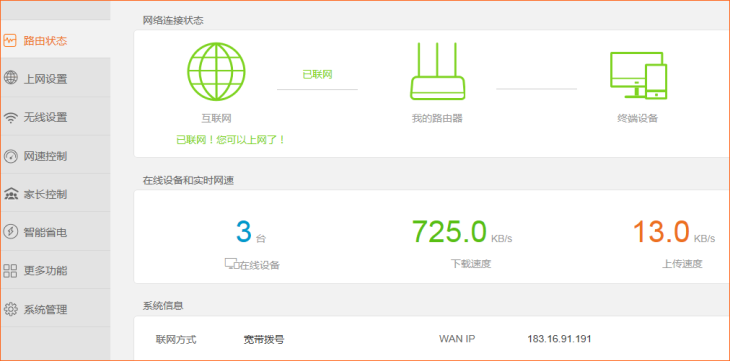 网络连接状态
路由状态
已联网
上网设置
互联网
我的路由器
终端设备
无线设置
已联网！您可以上网了！
网速控制
在线设备和实时网速
家长控制
3 台
725.0 KB/s
13.0 KB/s
智能省电
在线设备
下载速度
上传速度
更多功能
系统信息
系统管理
联网方式
宽带拨号
WAN IP
183.16.91.191